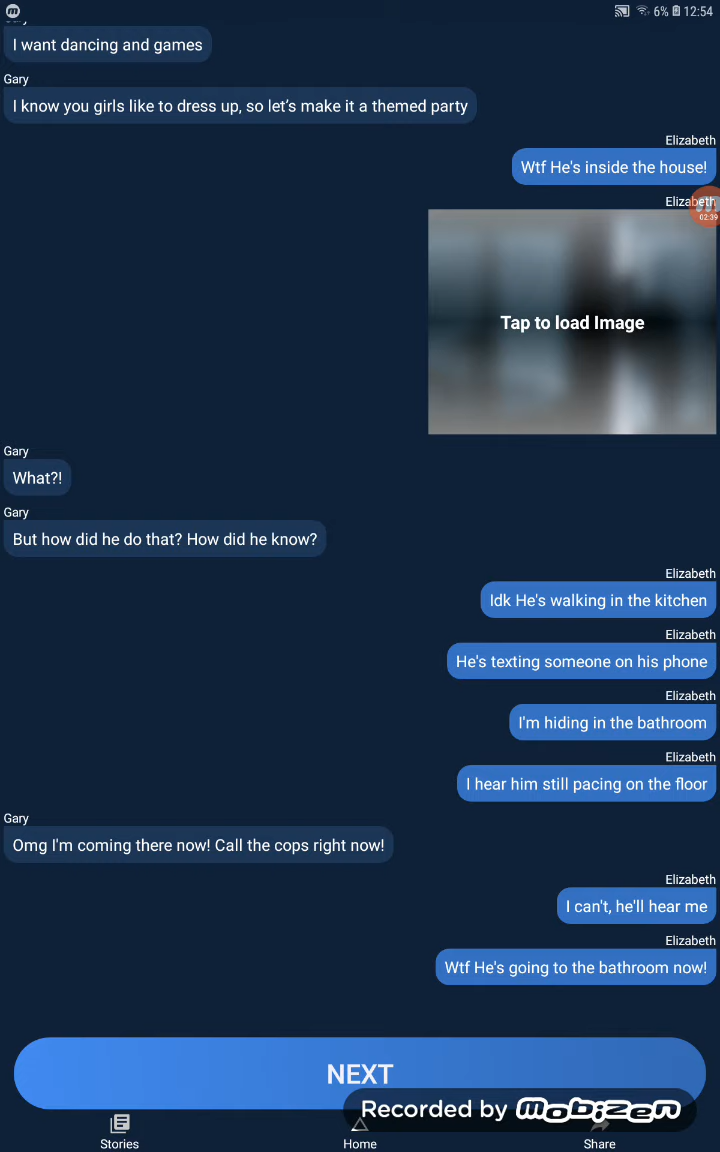 6% 12:54
I want dancing and games
Gary
I know you girls like to dress up, so let’s make it a themed party
Elizabeth
Wtf He's inside the house!
Elizabeth
02:39
Tap to load Image
Gary
What?!
Gary
But how did he do that? How did he know?
Elizabeth
Idk He's walking in the kitchen
Elizabeth
He's texting someone on his phone
Elizabeth
I'm hiding in the bathroom
Elizabeth
I hear him still pacing on the floor
Gary
Omg I'm coming there now! Call the cops right now!
Elizabeth
I can't, he'll hear me
Elizabeth
Wtf He's going to the bathroom now!
NEXT
Recorded by mobizen
Stories
Home
Share